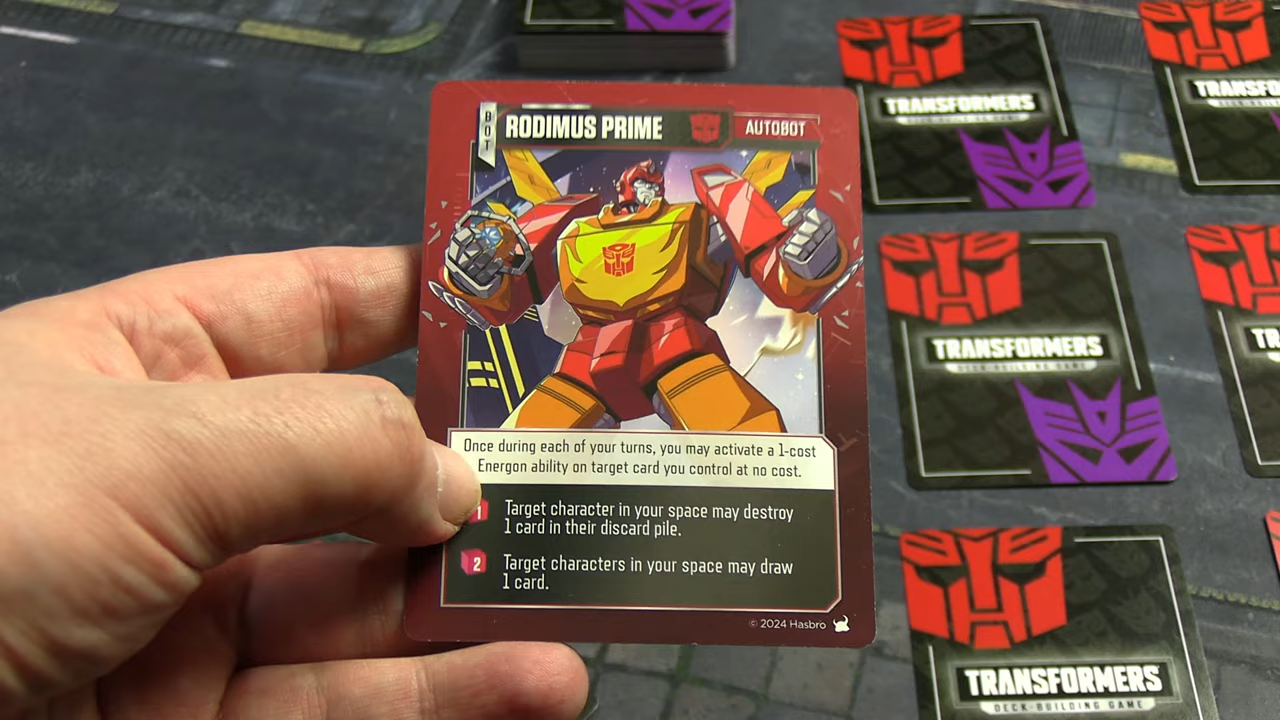 BOT
RODIMUS PRIME
AUTOBOT
Once during each of your turns, you may activate a 1-cost
Energon ability on target card you control at no cost.
1
Target character in your space may destroy
1 card in their discard pile.
2
Target characters in your space may draw
1 card.
© 2024 Hasbro
TRANSFORMERS
DECK-BUILDING GAME
TRANSFORMERS
DECK-BUILDING GAME
TRANSFORMERS
DECK-BUILDING GAME
TRANSFO
TR